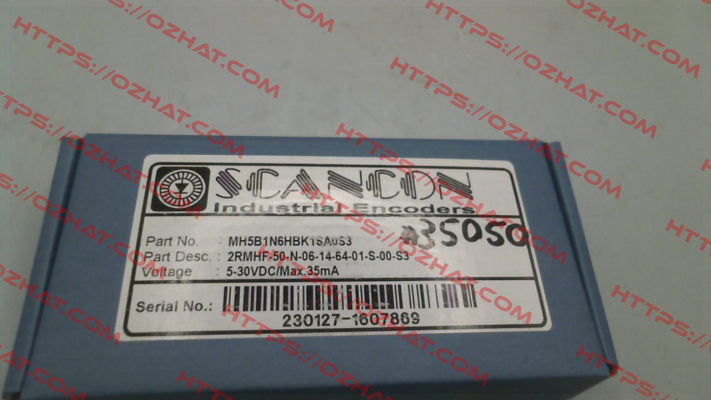 SCANCON
Industrial Encoders
#35050
Part No. : MH5B1N6HBK1SA0S3
Part Desc. : 2RMHF-50-N-06-14-64-01-S-00-S3
Voltage : 5-30VDC/Max.35mA
Serial No.:
230127-1607869
HTTPS://OZHAT.COM